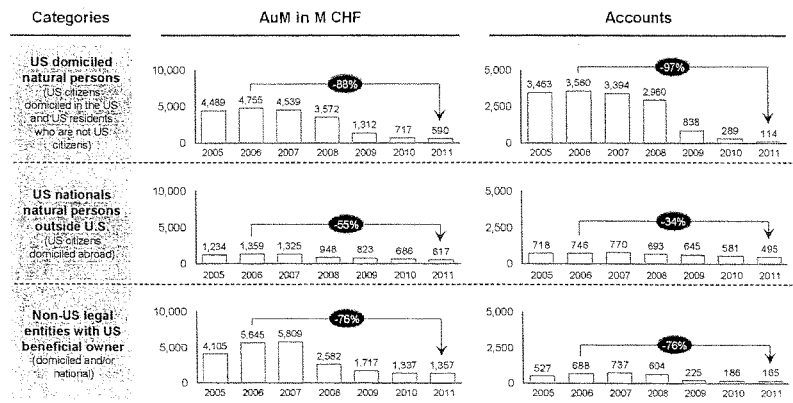 Categories
AuM in M CHF
Accounts
US domiciled
natural persons
(US citizens
domiciled in the US
and US residents
who are not US
citizens)
10,000
5,000
0
-88%
4,489 4,755 4,539 3,572 1,312 717 590
2005 2006 2007 2008 2009 2010 2011
5,000
2,500
0
-97%
3,463 3,580 3,394 2,960 838 289 114
2005 2006 2007 2008 2009 2010 2011
US nationals
natural persons
outside U.S.
(US citizens
domiciled abroad)
10,000
5,000
0
-55%
1,234 1,359 1,325 948 823 686 617
2005 2006 2007 2008 2009 2010 2011
5,000
2,500
0
-34%
718 746 770 693 645 581 495
2005 2006 2007 2008 2009 2010 2011
Non-US legal
entities with US
beneficial owner
(domiciled and/or
national)
10,000
5,000
0
-76%
4,105 5,645 5,809 2,582 1,717 1,337 1,357
2005 2006 2007 2008 2009 2010 2011
5,000
2,500
0
-76%
527 688 737 604 225 186 165
2005 2006 2007 2008 2009 2010 2011